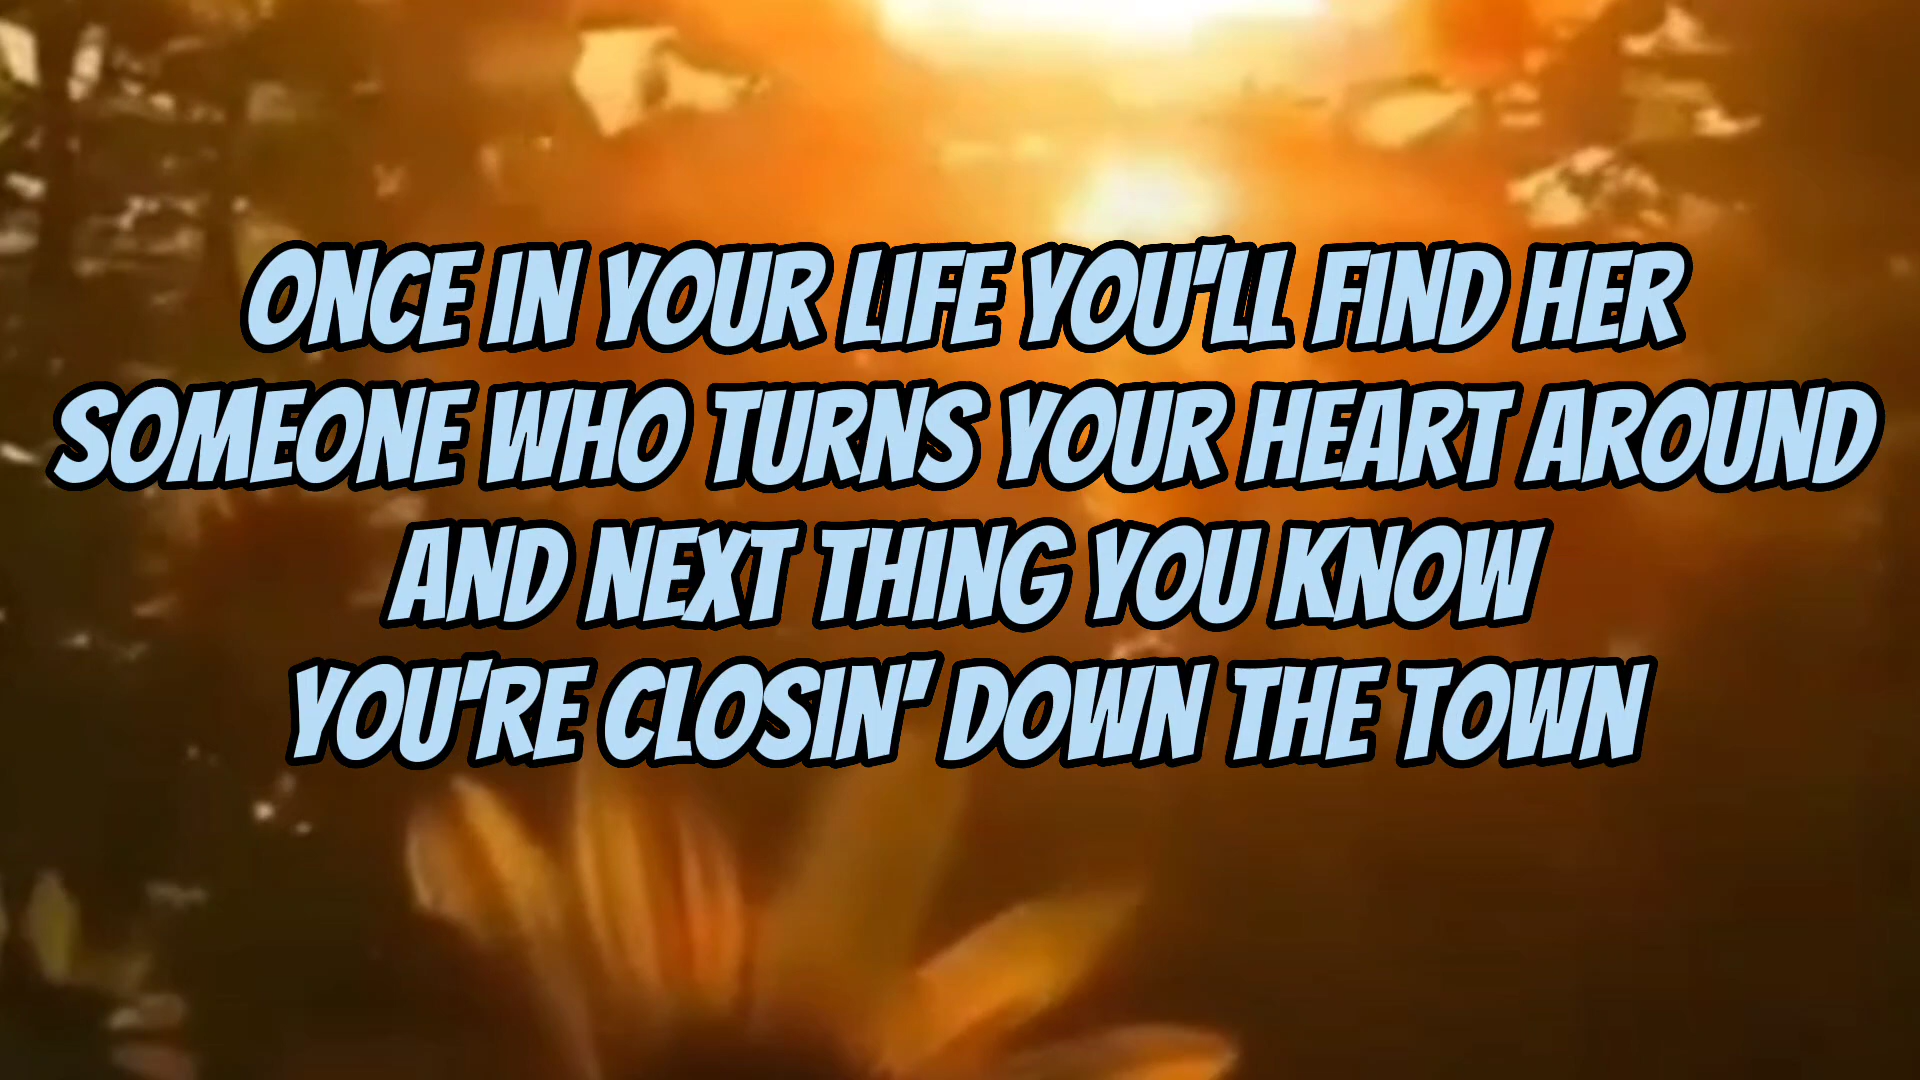 ONCE IN YOUR LIFE YOU'LL FIND HER
SOMEONE WHO TURNS YOUR HEART AROUND
AND NEXT THING YOU KNOW
YOU'RE CLOSIN' DOWN THE TOWN